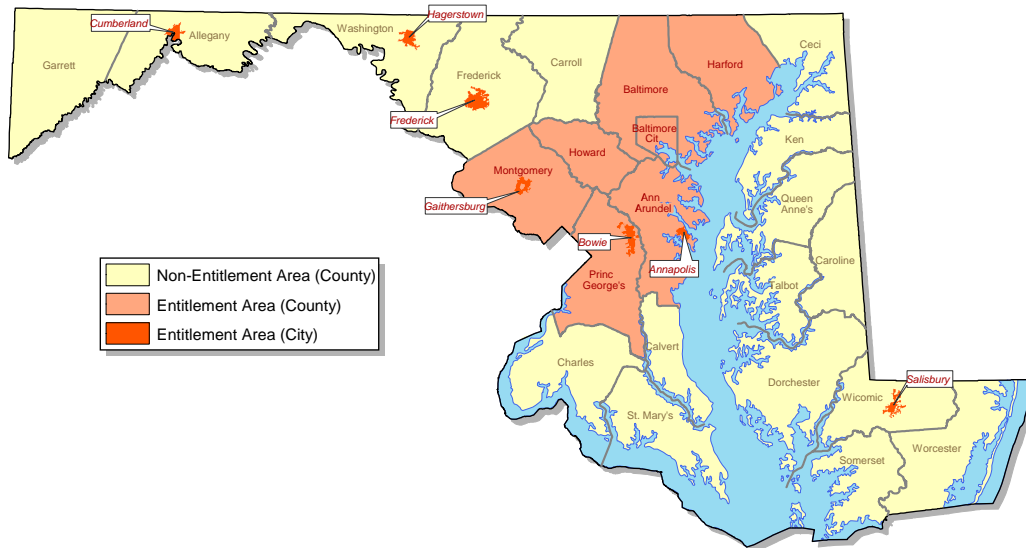 Cumberland
Hagerstown
Garrett
Allegany
Washington
Frederick
Carroll
Harford
Ceci
Baltimore
Frederick
Baltimore
Cit
Ken
Howard
Montgomery
Ann
Arundel
Queen
Anne's
Gaithersburg
Bowie
Annapolis
Caroline
Princ
George's
Talbot
Non-Entitlement Area (County)
Entitlement Area (County)
Entitlement Area (City)
Calvert
Charles
Dorchester
Salisbury
Wicomic
St. Mary's
Somerset
Worcester